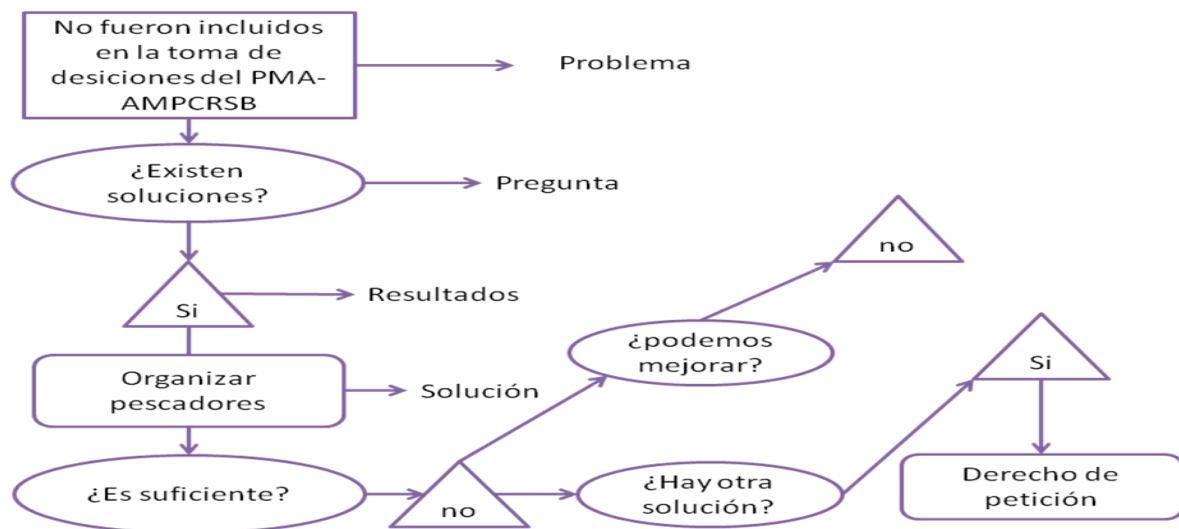 No fueron incluidos
en la toma de
desiciones del PMA-
AMPCRSB
Problema
¿Existen
soluciones?
Pregunta
no
Si
Resultados
¿podemos
mejorar?
Si
Organizar
pescadores
Solución
¿Es suficiente?
no
¿Hay otra
solución?
Derecho de
petición